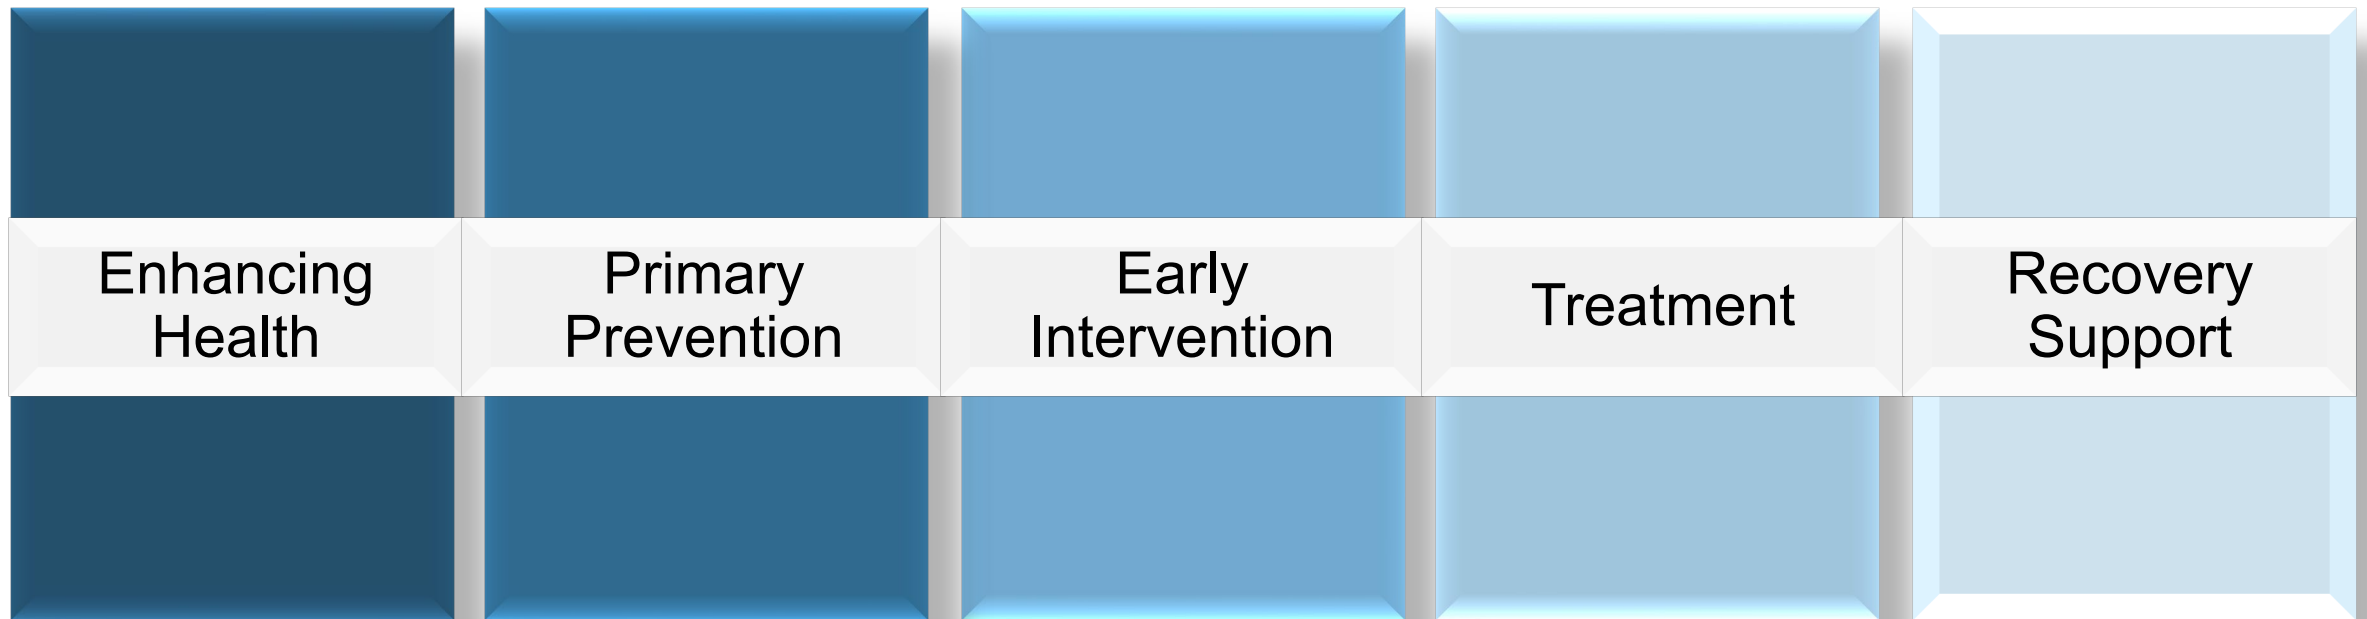 Enhancing
Health
Primary
Prevention
Early
Intervention
Treatment
Recovery
Support